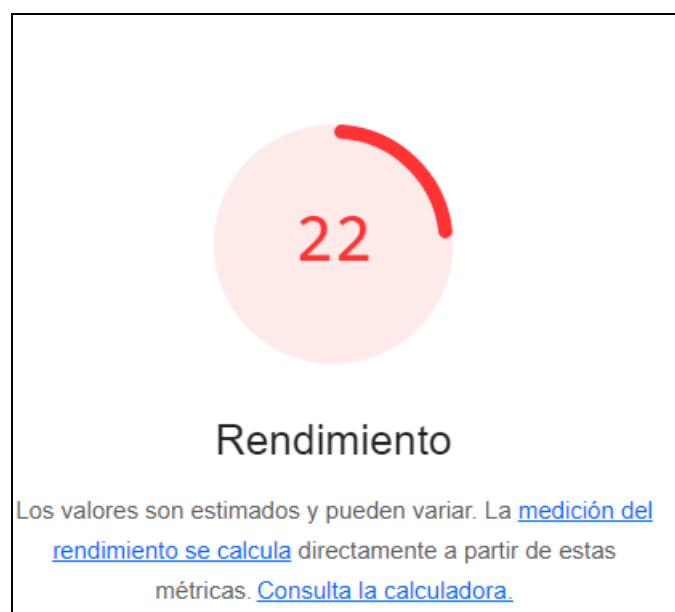 22
Rendimiento
Los valores son estimados y pueden variar. La medición del
rendimiento se calcula directamente a partir de estas
métricas. Consulta la calculadora.